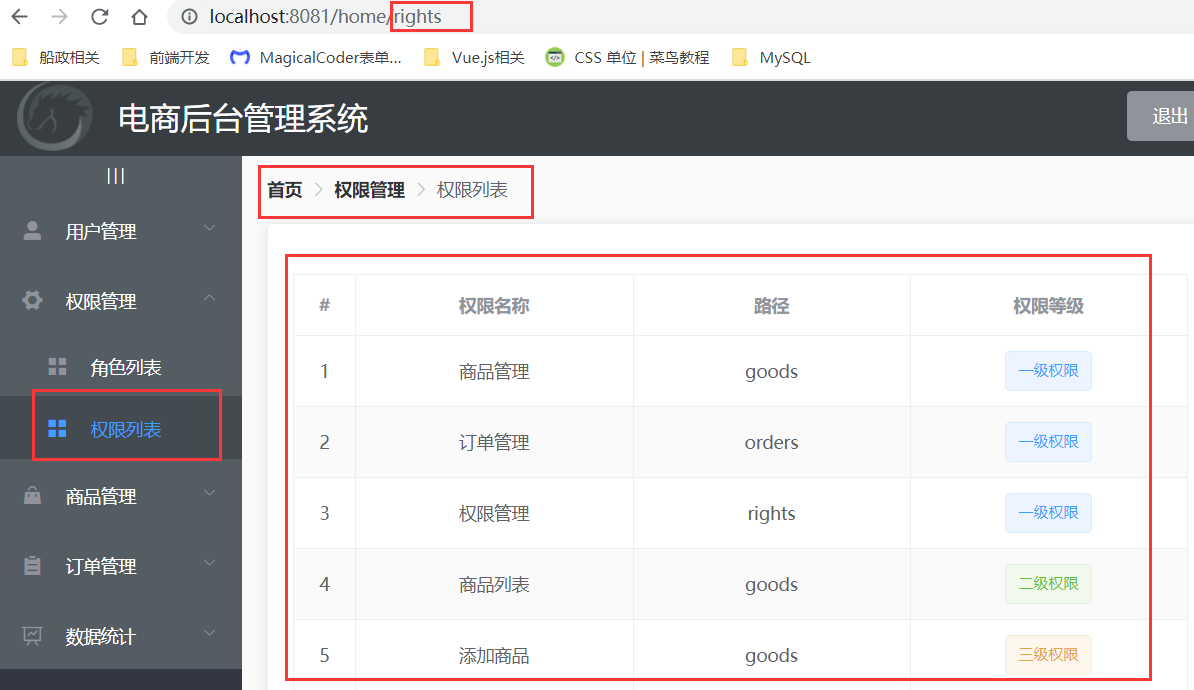 localhost:8081/home/rights
船政相关 前端开发 MagicalCoder表单... Vue.js相关 CSS 单位 | 菜鸟教程 MySQL
电商后台管理系统 退出
|||
用户管理
权限管理
角色列表
权限列表
商品管理
订单管理
数据统计
首页 > 权限管理 > 权限列表
# 权限名称 路径 权限等级
1 商品管理 goods 一级权限
2 订单管理 orders 一级权限
3 权限管理 rights 一级权限
4 商品列表 goods 二级权限
5 添加商品 goods 三级权限